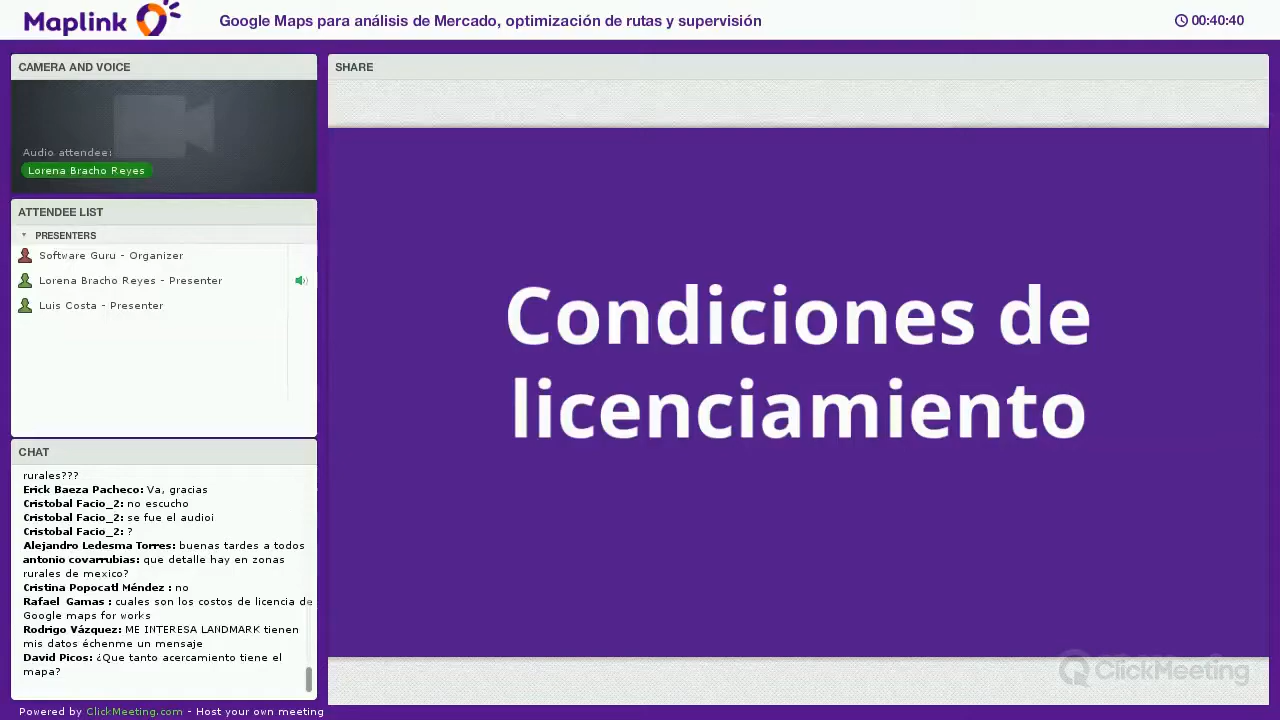 Maplink
Google Maps para análisis de Mercado, optimización de rutas y supervisión
00:40:40
CAMERA AND VOICE
Audio attendee:
Lorena Bracho Reyes
ATTENDEE LIST
PRESENTERS
Software Guru - Organizer
Lorena Bracho Reyes - Presenter
Luis Costa - Presenter
CHAT
rurales???
Erick Baeza Pacheco: Va, gracias
Cristobal Facio_2: no escucho
Cristobal Facio_2: se fue el audioi
Cristobal Facio_2: ?
Alejandro Ledesma Torres: buenas tardes a todos
antonio covarrubias: que detalle hay en zonas
rurales de mexico?
Cristina Popocatl Méndez : no
Rafael Gamas : cuales son los costos de licencia de
Google maps for works
Rodrigo Vázquez: ME INTERESA LANDMARK tienen
mis datos échenme un mensaje
David Picos: ¿Que tanto acercamiento tiene el
mapa?
Powered by ClickMeeting.com - Host your own meeting
SHARE
Condiciones de
licenciamiento
ClickMeeting